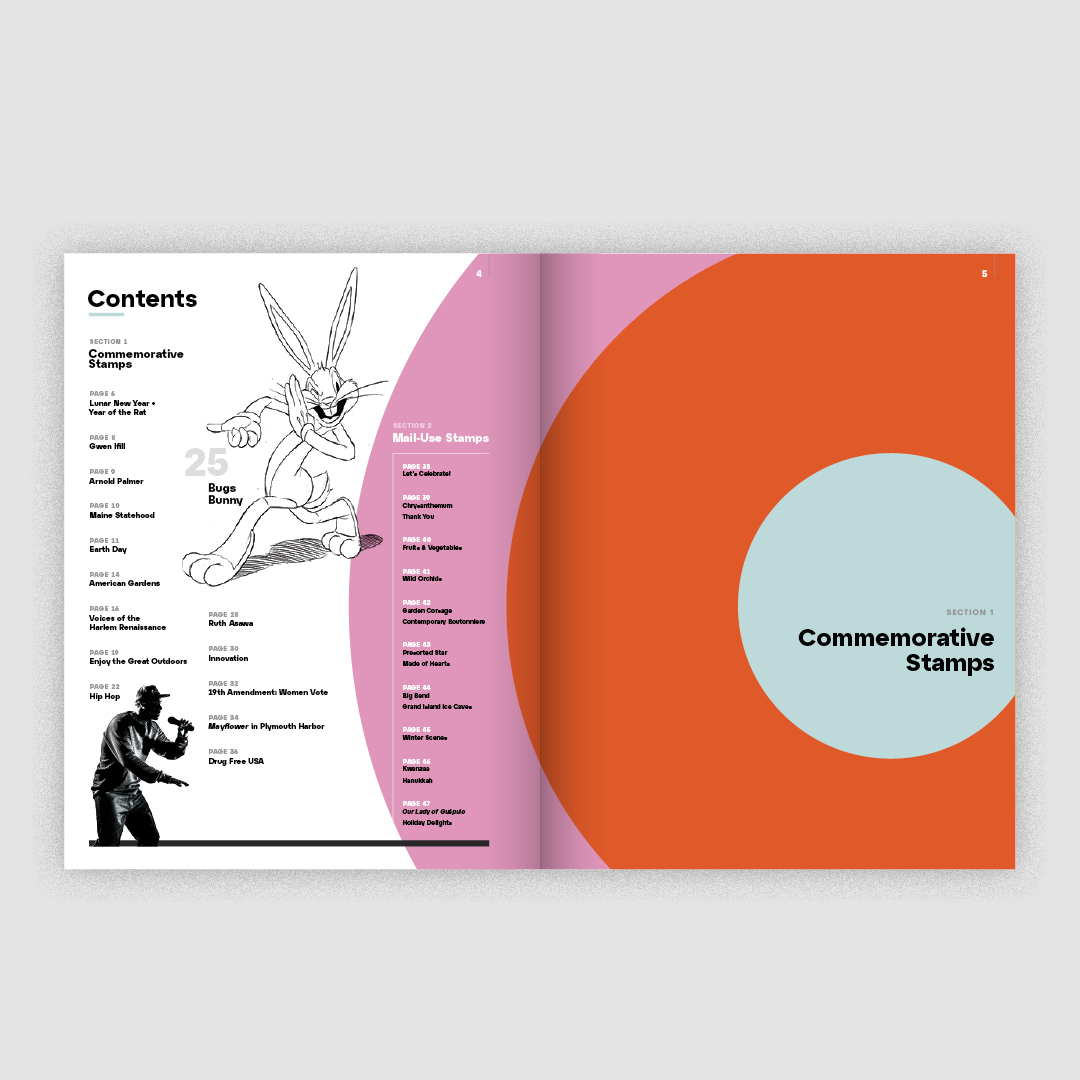 4
Contents
SECTION 1
Commemorative
Stamps
PAGE 6
Lunar New Year •
Year of the Rat
PAGE 8
Gwen Ifill
PAGE 9
Arnold Palmer
PAGE 10
Maine Statehood
PAGE 11
Earth Day
PAGE 14
American Gardens
PAGE 16
Voices of the
Harlem Renaissance
PAGE 19
Enjoy the Great Outdoors
PAGE 22
Hip Hop
25
Bugs
Bunny
PAGE 28
Ruth Asawa
PAGE 30
Innovation
PAGE 32
19th Amendment: Women Vote
PAGE 34
Mayflower in Plymouth Harbor
PAGE 36
Drug Free USA
SECTION 2
Mail-Use Stamps
PAGE 38
Let's Celebrate!
PAGE 39
Chrysanthemum
Thank You
PAGE 40
Fruits & Vegetables
PAGE 41
Wild Orchids
PAGE 42
Garden Corsage
Contemporary Boutonniere
PAGE 43
Presorted Star
Made of Hearts
PAGE 44
Big Bend
Grand Island Ice Caves
PAGE 45
Winter Scenes
PAGE 46
Kwanzaa
Hanukkah
PAGE 47
Our Lady of Guápulo
Holiday Delights
5
SECTION 1
Commemorative
Stamps